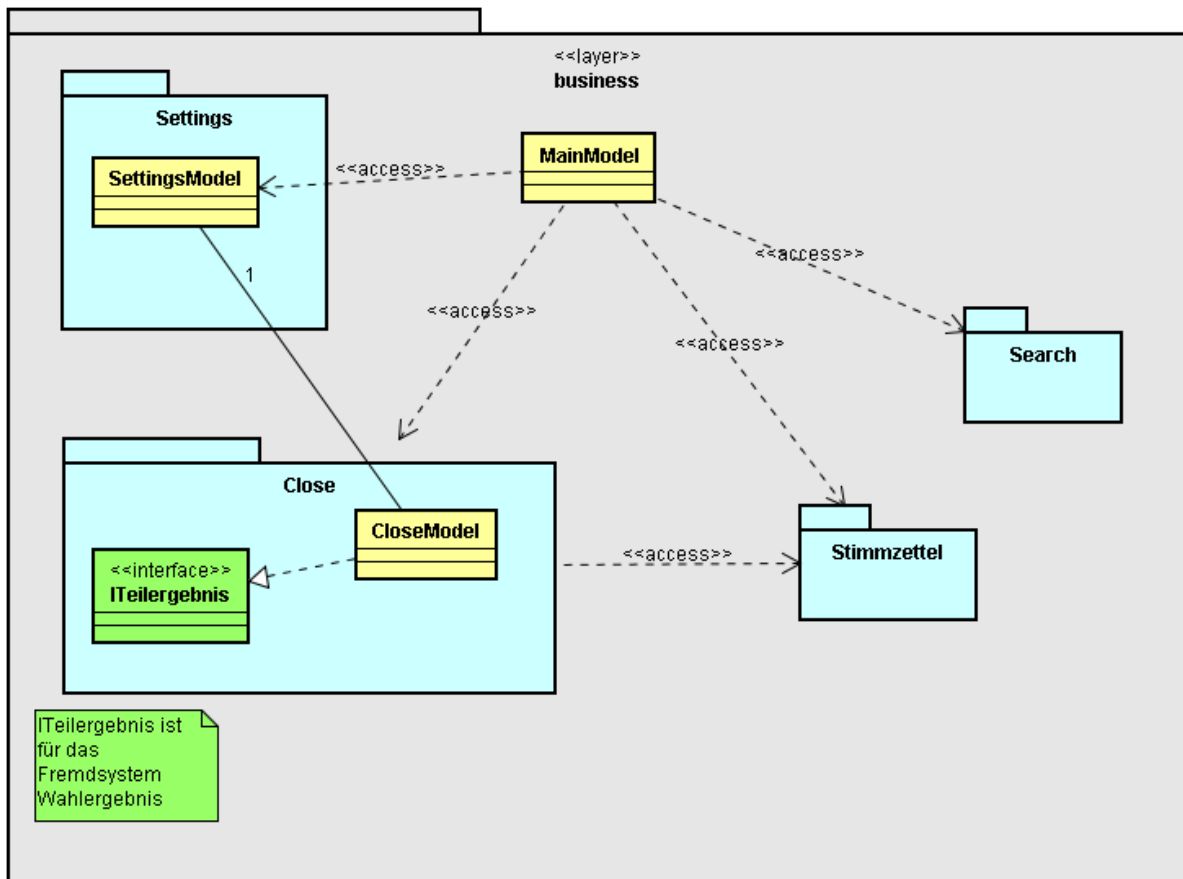 <<layer>>
business
Settings
SettingsModel
<<access>>
MainModel
1
<<access>>
<<access>>
<<access>>
Search
Close
CloseModel
<<interface>>
ITeilergebnis
<<access>>
Stimmzettel
ITeilergebnis ist
für das
Fremdsystem
Wahlergebnis